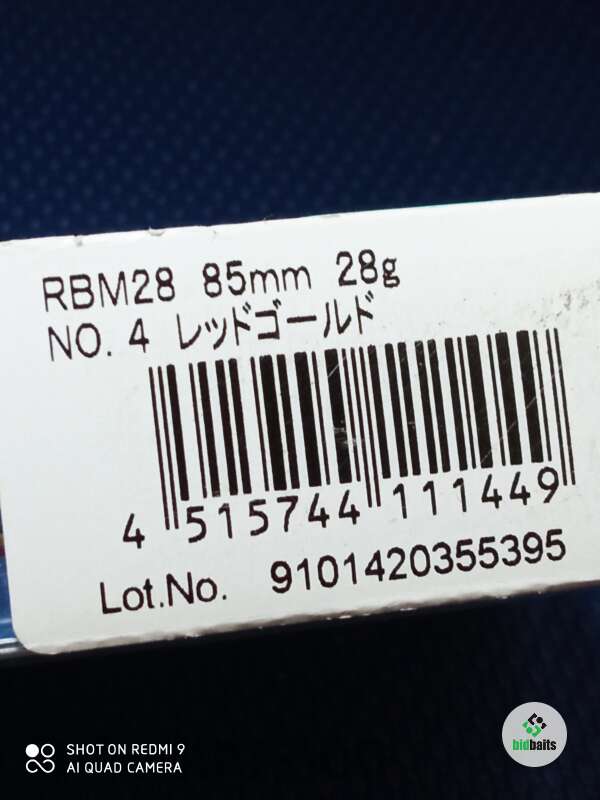 RBM28 85mm 28g
NO. 4 レッドゴールド
4 515744 111449
Lot.No. 9101420355395
SHOT ON REDMI 9
AI QUAD CAMERA
bidbaits